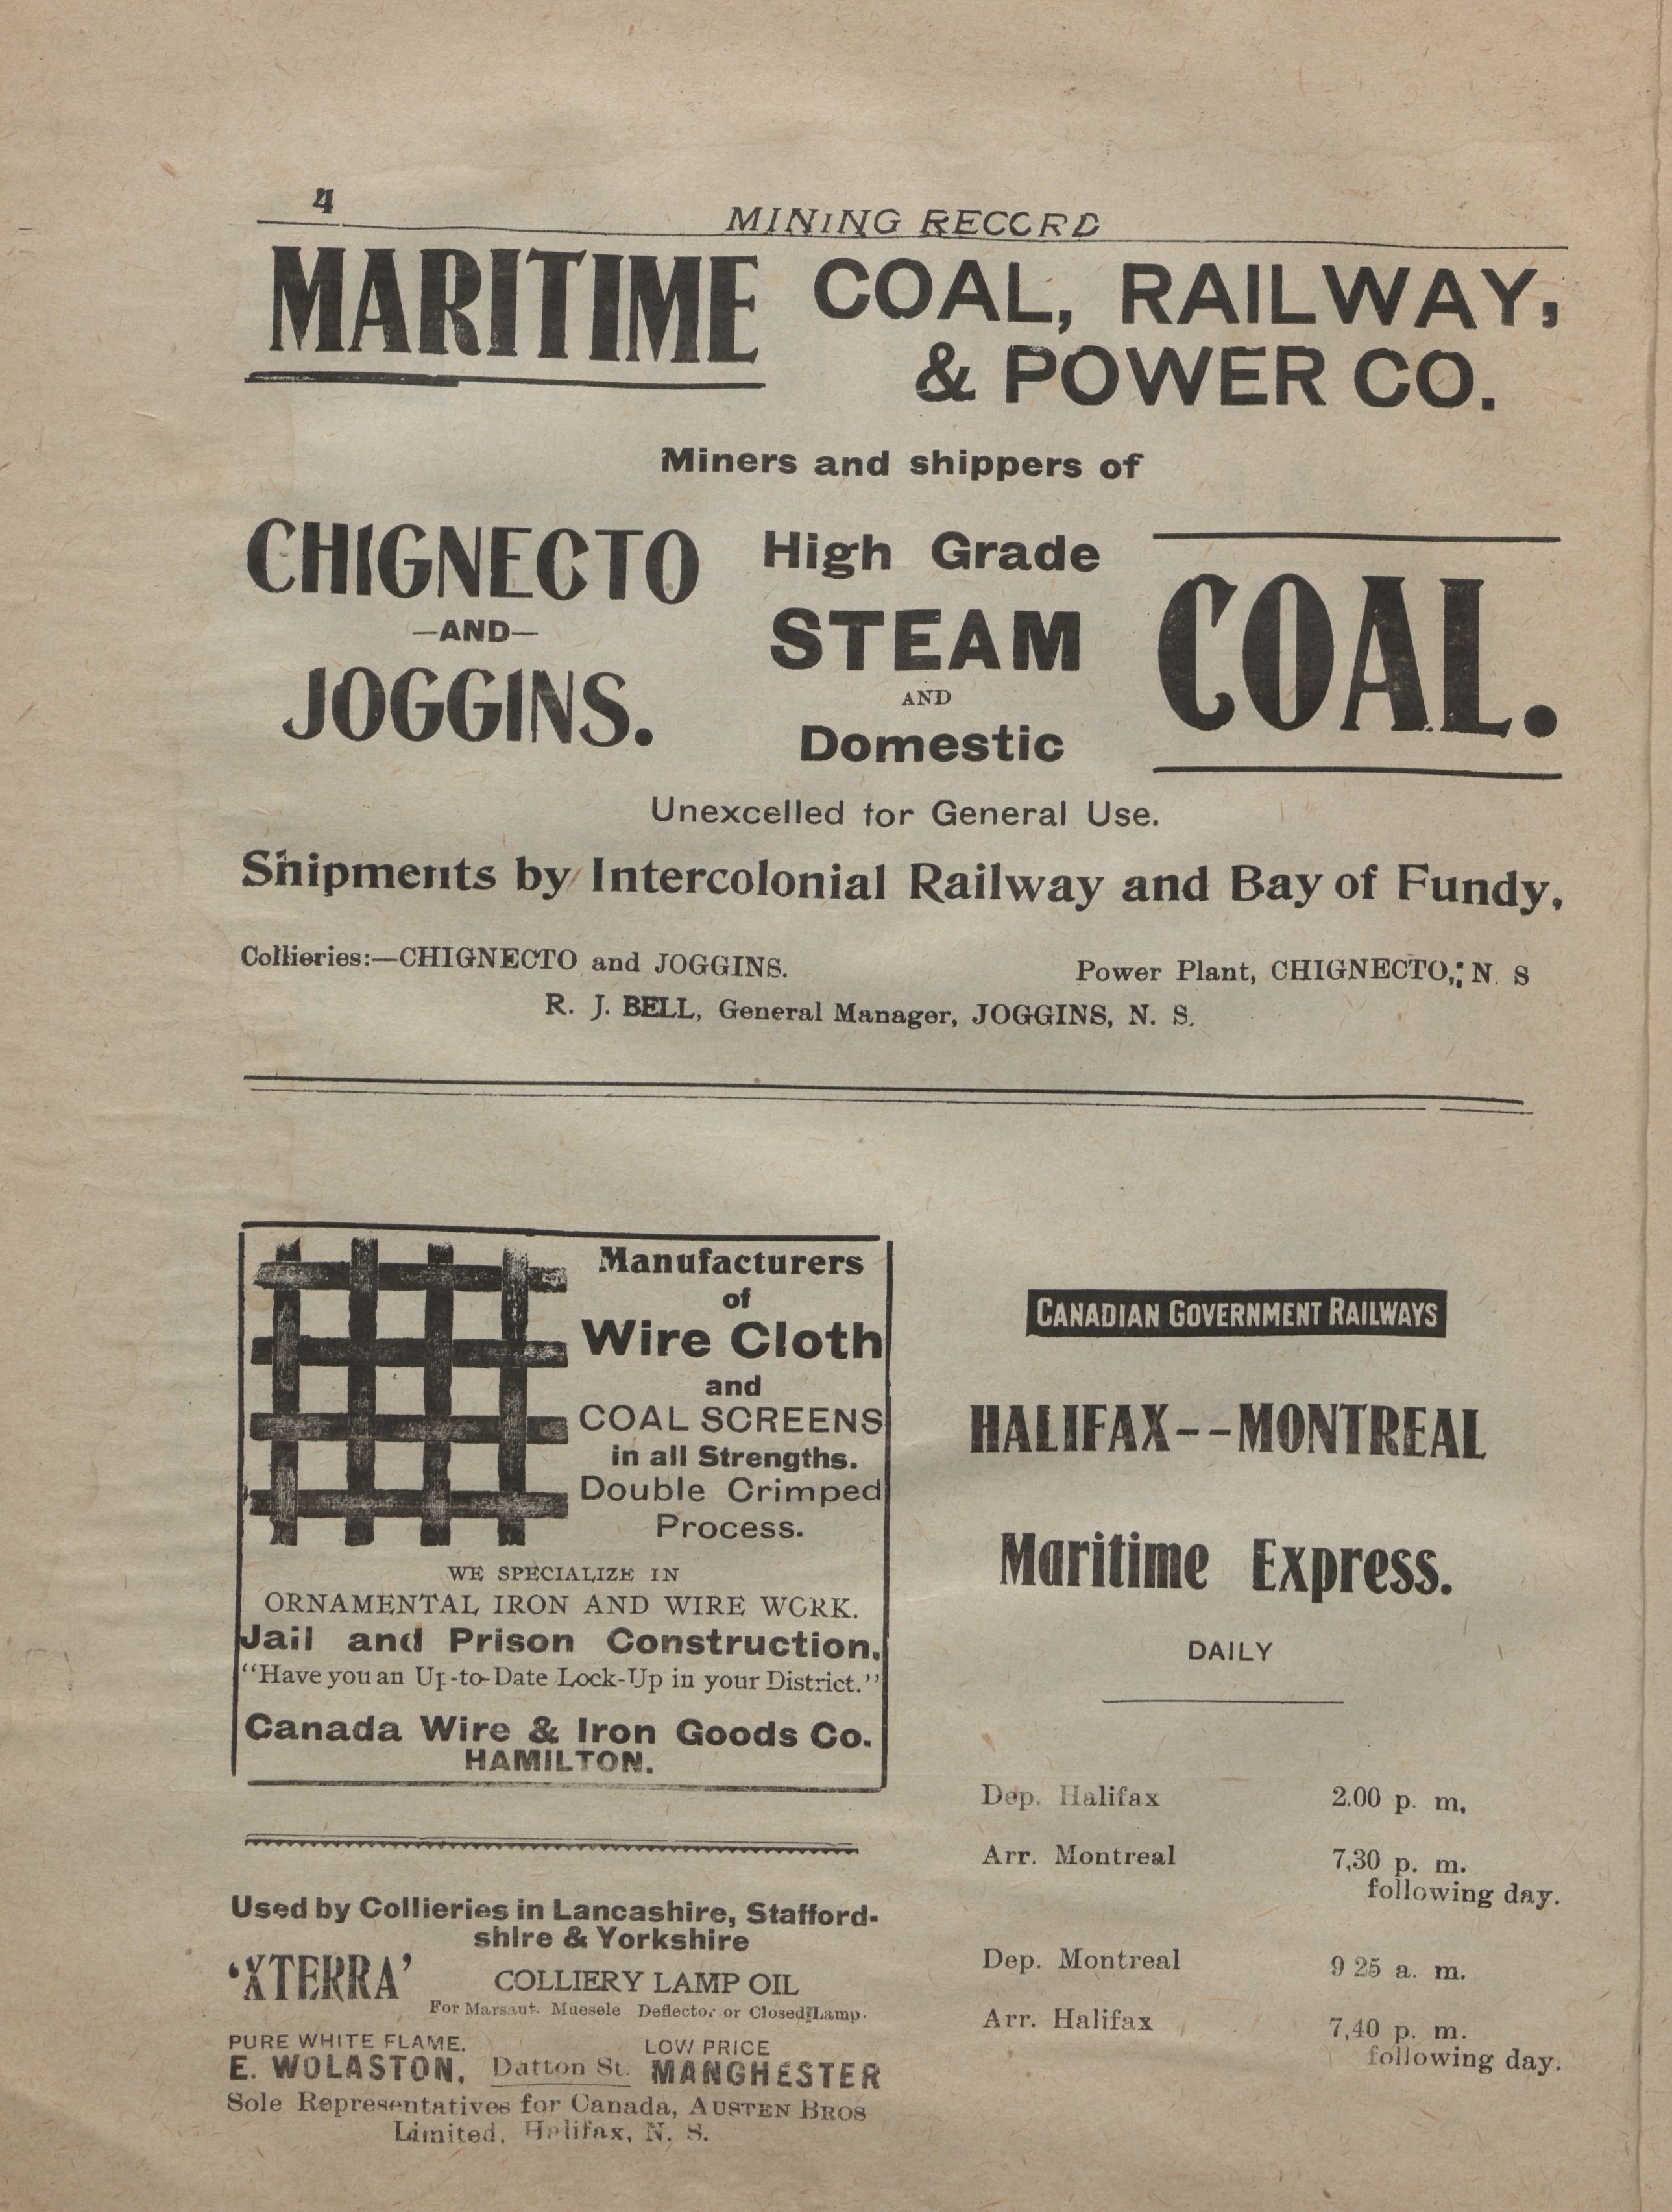 4
MINING RECORD
MARITIME COAL, RAILWAY,
& POWER CO.
Miners and shippers of
CHIGNECTO
—AND—
JOGGINS.
High Grade
STEAM
AND
Domestic
COAL.
Unexcelled for General Use.
Shipments by Intercolonial Railway and Bay of Fundy,
Collieries:—CHIGNECTO and JOGGINS.
Power Plant, CHIGNECTO, N. S
R. J. BELL, General Manager, JOGGINS, N. S.
Manufacturers
of
Wire Cloth
and
COAL SCREENS
in all Strengths.
Double Crimped
Process.
WE SPECIALIZE IN
ORNAMENTAL IRON AND WIRE WORK.
Jail and Prison Construction.
“Have you an Up-to-Date Lock-Up in your District.”
Canada Wire & Iron Goods Co.
HAMILTON.
Used by Collieries in Lancashire, Stafford-
shire & Yorkshire
‘XTERRA’ COLLIERY LAMP OIL
For Marsaut. Muesele Deflector or Closed Lamp.
PURE WHITE FLAME. LOW PRICE
E. WOLASTON, Dutton St. MANCHESTER
Sole Representatives for Canada, AUSTEN BROS
Limited, Halifax, N. S.
CANADIAN GOVERNMENT RAILWAYS
HALIFAX--MONTREAL
Maritime Express.
DAILY
Dep. Halifax 2.00 p. m,
Arr. Montreal 7,30 p. m.
following day.
Dep. Montreal 9 25 a. m.
Arr. Halifax 7,40 p. m.
following day.